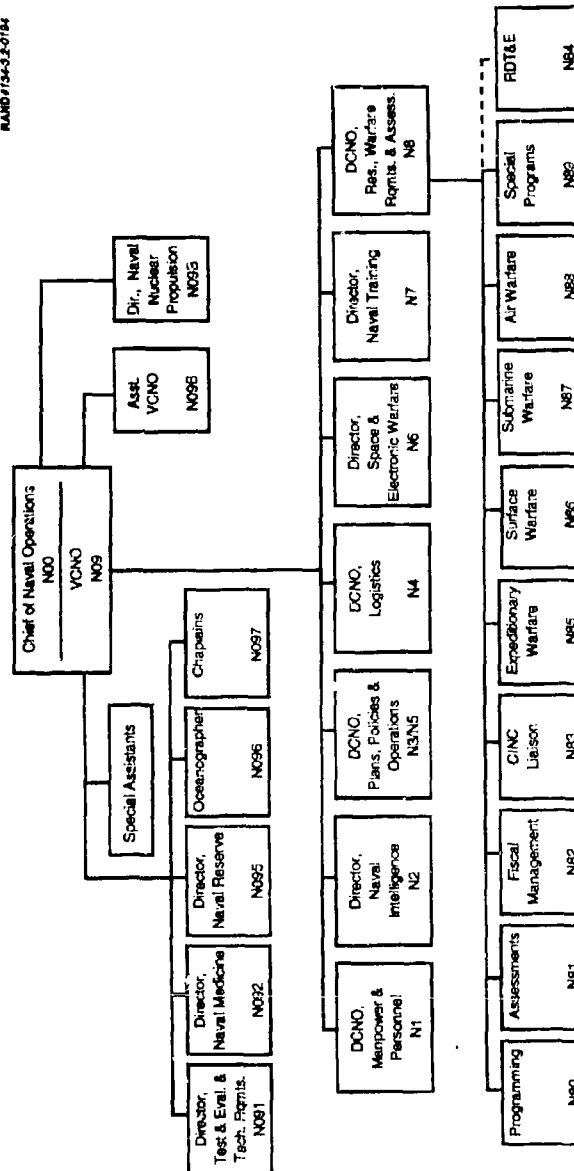 RAND#134-3.2-0194
Chief of Naval Operations
N00
VCNO
N09
Dir., Naval
Nuclear
Propulsion
Asst.
VCNO
N09B
Special Assistants
Director,
Test & Eval. &
Tech. Rqmts.
N091
Director,
Naval Medicine
N092
Director,
Naval Reserve
N095
Oceanographer
N096
Chaplains
N097
DCNO,
Manpower &
Personnel
N1
Director,
Naval
Intelligence
N2
DCNO,
Plans, Policies &
Operations
N3/N5
DCNO,
Logistics
N4
Director,
Space &
Electronic Warfare
N6
Director,
Naval Training
N7
DCNO,
Res., Warfare
Rqmts. & Assess.
N8
Programming
N80
Assessments
N81
Fiscal
Management
N82
CINC
Liaison
N83
Expeditionary
Warfare
N85
Surface
Warfare
N86
Submarine
Warfare
N87
Air Warfare
N88
Special
Programs
N89
RDT&E
N84